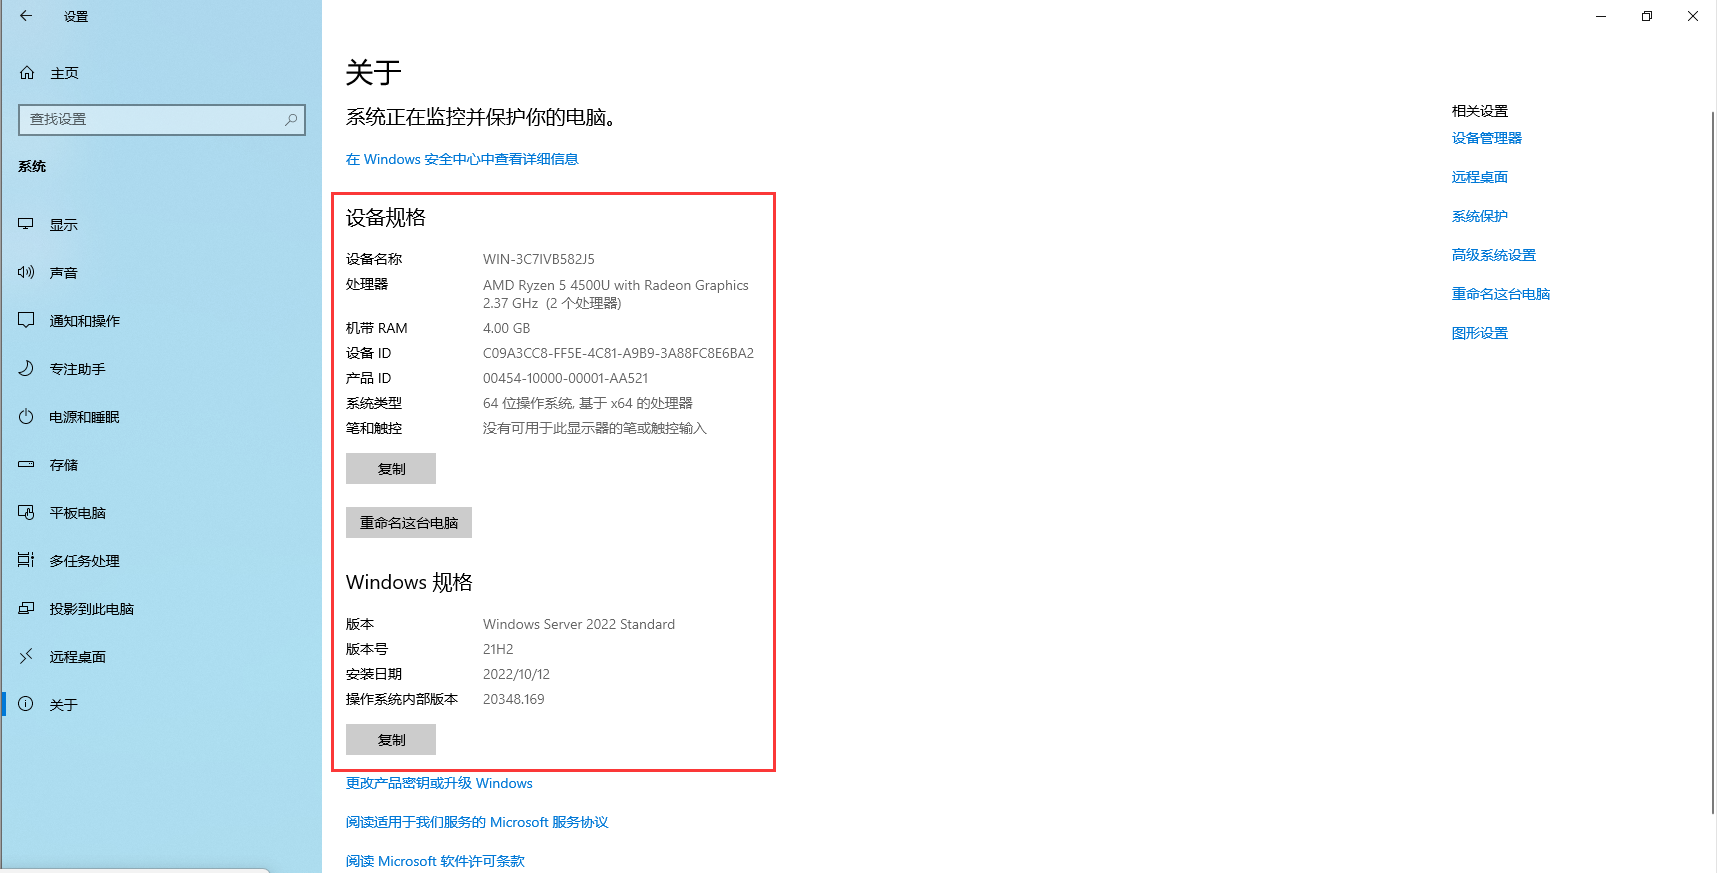 设置
主页
查找设置
系统
显示
声音
通知和操作
专注助手
电源和睡眠
存储
平板电脑
多任务处理
投影到此电脑
远程桌面
关于
关于
系统正在监控并保护你的电脑。
在 Windows 安全中心中查看详细信息
设备规格
设备名称 WIN-3C7IVB582J5
处理器 AMD Ryzen 5 4500U with Radeon Graphics
2.37 GHz (2 个处理器)
机带 RAM 4.00 GB
设备 ID C09A3CC8-FF5E-4C81-A9B9-3A88FC8E6BA2
产品 ID 00454-10000-00001-AA521
系统类型 64 位操作系统, 基于 x64 的处理器
笔和触控 没有可用于此显示器的笔或触控输入
复制
重命名这台电脑
Windows 规格
版本 Windows Server 2022 Standard
版本号 21H2
安装日期 2022/10/12
操作系统内部版本 20348.169
复制
更改产品密钥或升级 Windows
阅读适用于我们服务的 Microsoft 服务协议
阅读 Microsoft 软件许可条款
相关设置
设备管理器
远程桌面
系统保护
高级系统设置
重命名这台电脑
图形设置